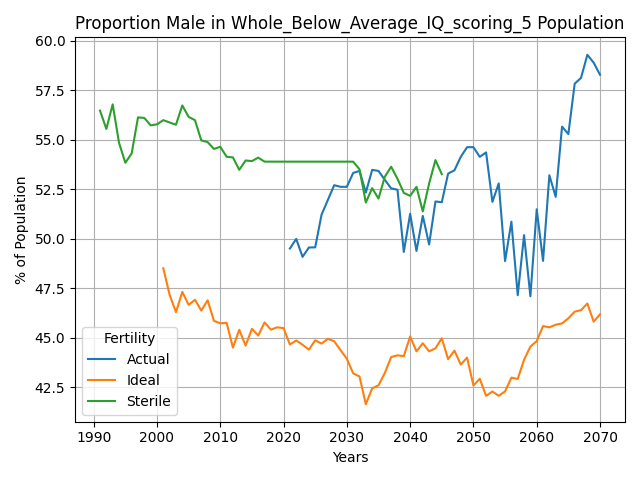 Proportion Male in Whole_Below_Average_IQ_scoring_5 Population
% of Population
60.0
57.5
55.0
52.5
50.0
47.5
45.0
42.5
Fertility
Actual
Ideal
Sterile
1990 2000 2010 2020 2030 2040 2050 2060 2070
Years